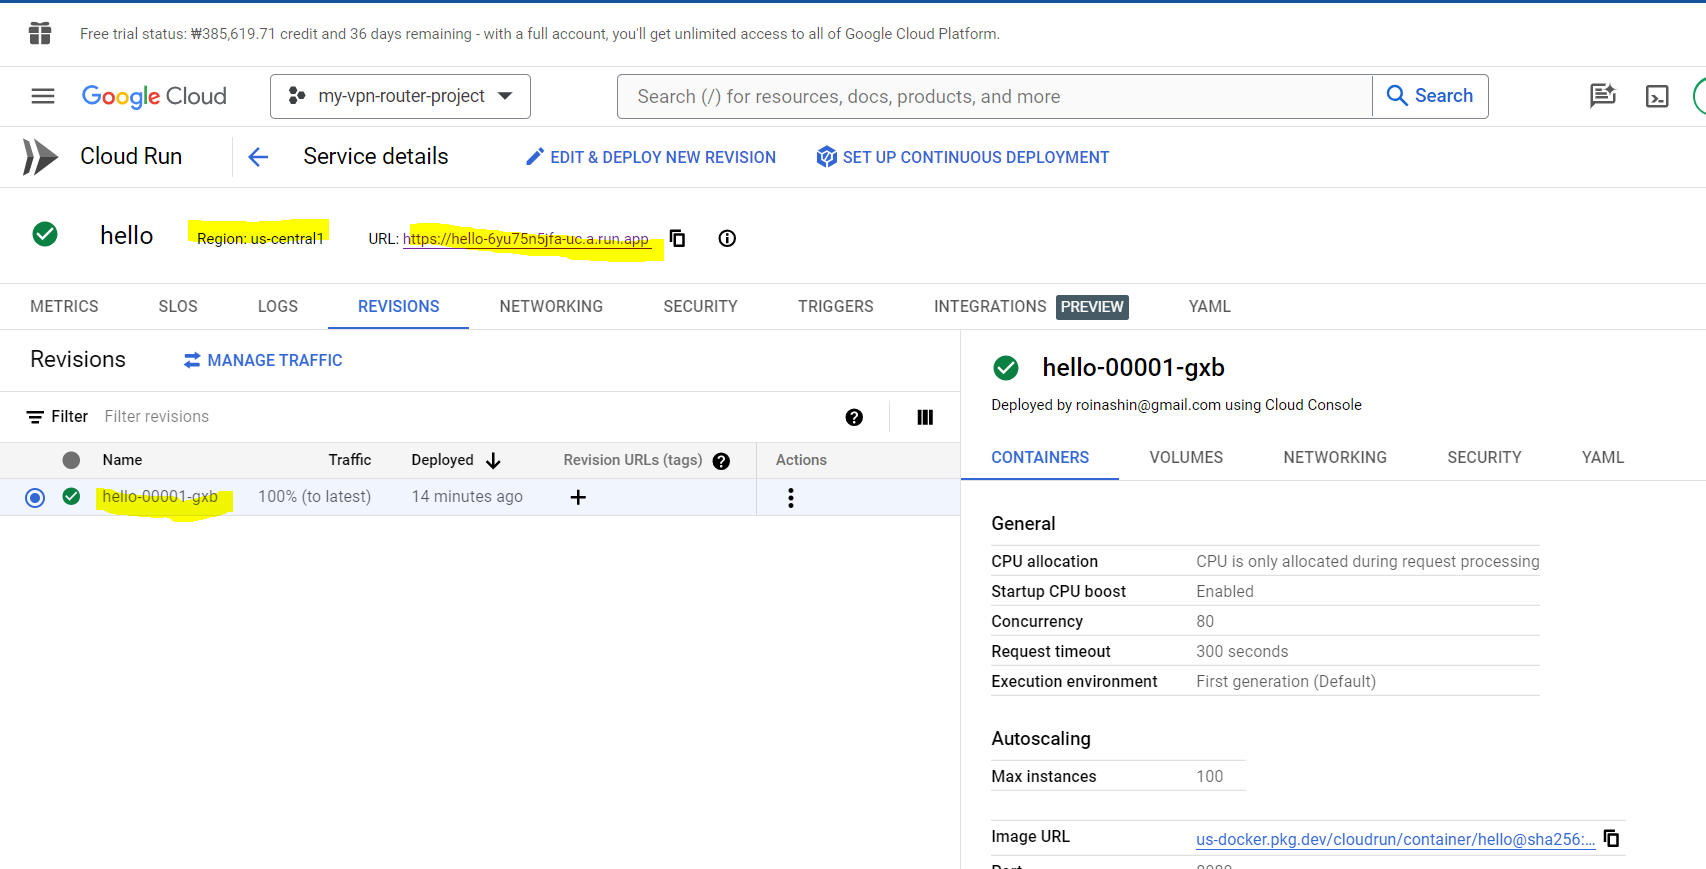 Free trial status: ₩385,619.71 credit and 36 days remaining - with a full account, you'll get unlimited access to all of Google Cloud Platform.
Google Cloud my-vpn-router-project Search (/) for resources, docs, products, and more Search
Cloud Run Service details EDIT & DEPLOY NEW REVISION SET UP CONTINUOUS DEPLOYMENT
hello Region: us-central1 URL: https://hello-6yu75n5jfa-uc.a.run.app
METRICS SLOS LOGS REVISIONS NETWORKING SECURITY TRIGGERS INTEGRATIONS PREVIEW YAML
Revisions MANAGE TRAFFIC
Filter Filter revisions
Name Traffic Deployed Revision URLs (tags) Actions
hello-00001-gxb 100% (to latest) 14 minutes ago
hello-00001-gxb
Deployed by roinashin@gmail.com using Cloud Console
CONTAINERS VOLUMES NETWORKING SECURITY YAML
General
CPU allocation CPU is only allocated during request processing
Startup CPU boost Enabled
Concurrency 80
Request timeout 300 seconds
Execution environment First generation (Default)
Autoscaling
Max instances 100
Image URL us-docker.pkg.dev/cloudrun/container/hello@sha256:...